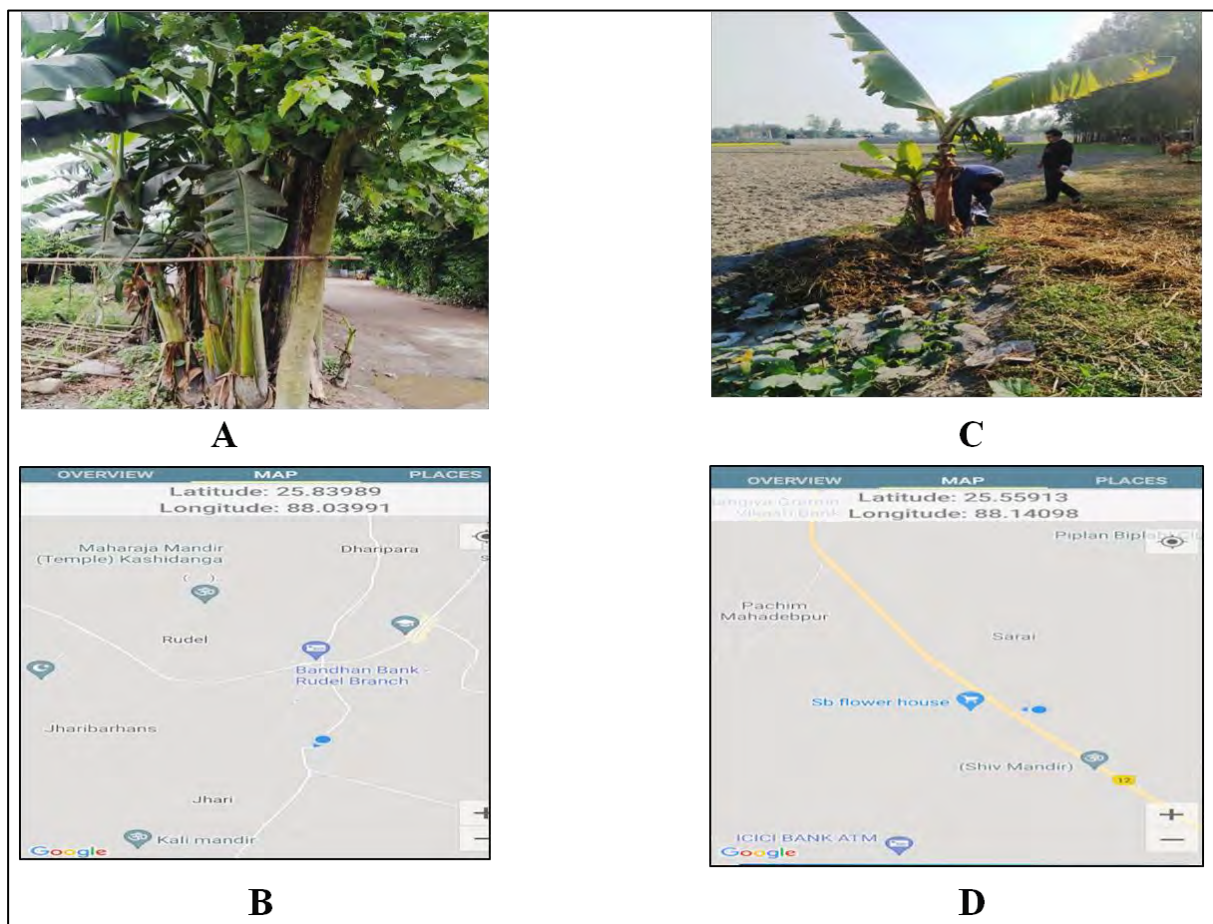 A
C
OVERVIEW MAP PLACES
Latitude: 25.83989
Longitude: 88.03991
Maharaja Mandir
(Temple) Kashidanga
Dharipara
Rudel
Bandhan Bank -
Rudel Branch
Jharibarhans
Jhari
Kali mandir
Google
B
OVERVIEW MAP PLACES
Latitude: 25.55913
Longitude: 88.14098
Bank
Piplan
Pachim
Mahadebpur
Sarai
Sb flower house
(Shiv Mandir)
12
ICICI BANK ATM
Google
D